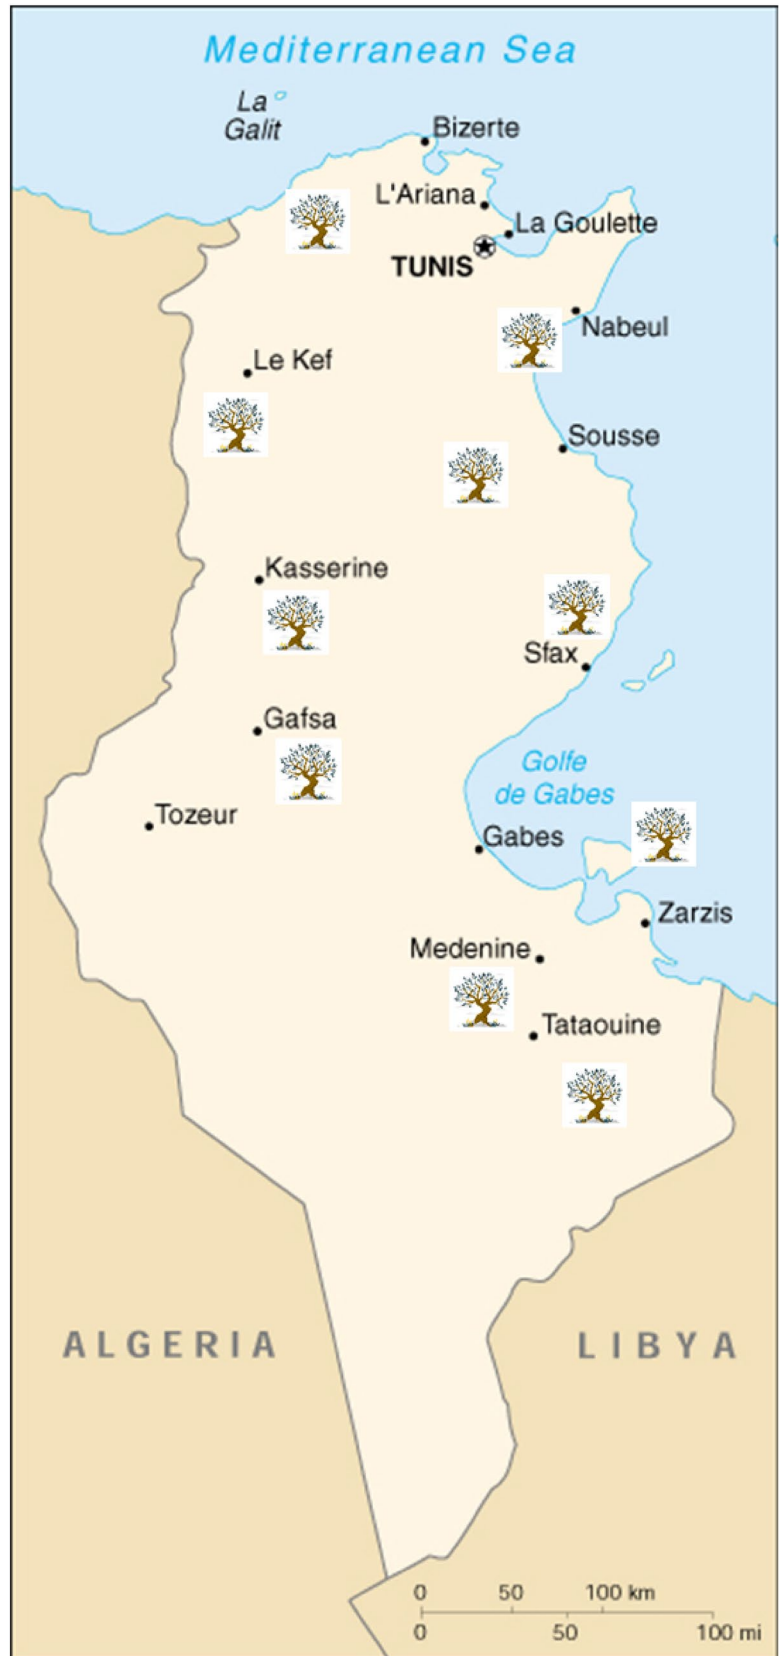 Mediterranean Sea
La
Galit
Bizerte
L'Ariana
La Goulette
TUNIS
Nabeul
Le Kef
Sousse
Kasserine
Sfax
Gafsa
Golfe
de Gabes
Tozeur
Gabes
Zarzis
Medenine
Tataouine
ALGERIA
LIBYA
0 50 100 km
0 50 100 mi